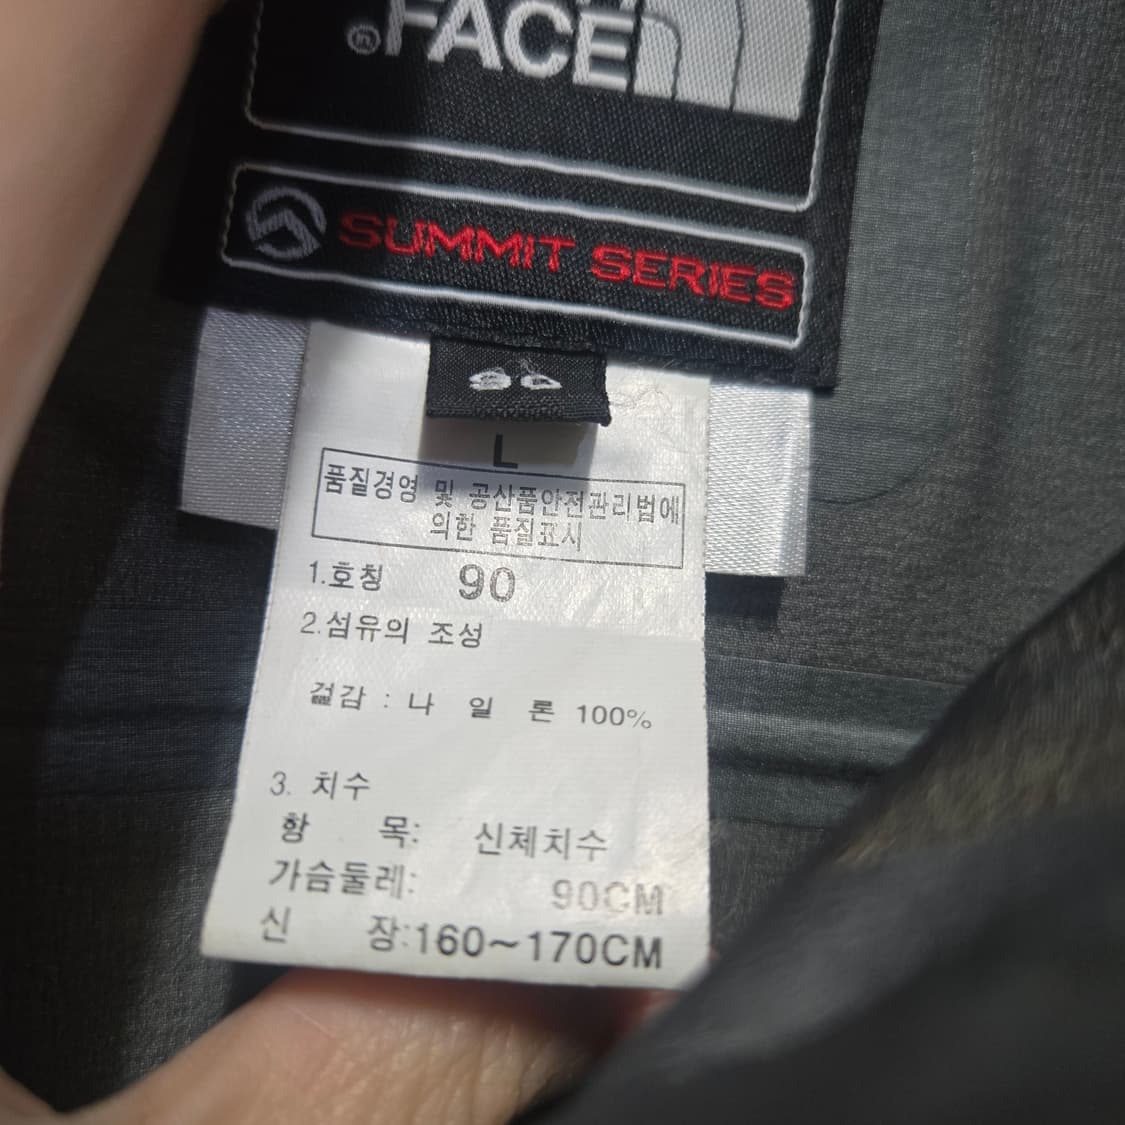 FACE
®
SUMMIT SERIES
90
L
품질경영 및 공산품안전관리법에
의한 품질표시
1.호칭 90
2.섬유의 조성
겉감 : 나 일 론 100%
3. 치수
항 목: 신체치수
가슴둘레: 90CM
신 장:160~170CM